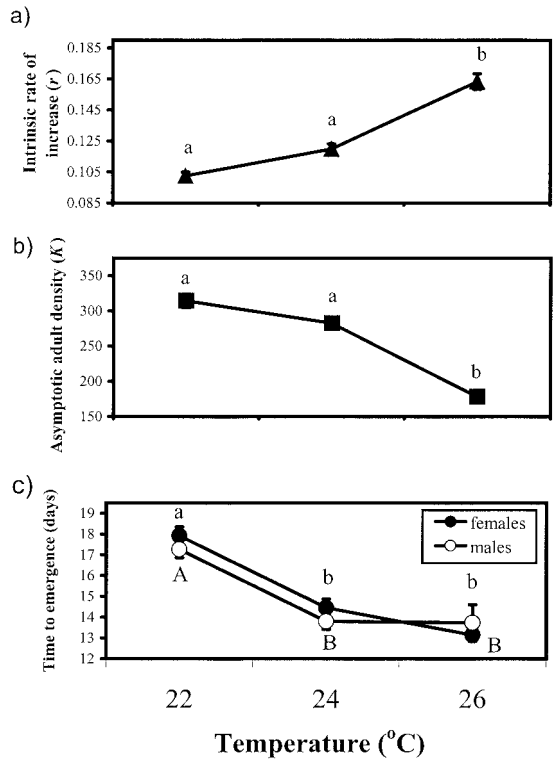 a)
Intrinsic rate of
increase (r)
0.185
0.165
0.145
0.125
0.105
0.085
a
a
b
b)
Asymptotic adult density (K)
350
300
250
200
150
a
a
b
c)
Time to emergence (days)
19
18
17
16
15
14
13
12
a
A
b
B
b
B
females
males
22
24
26
Temperature (°C)